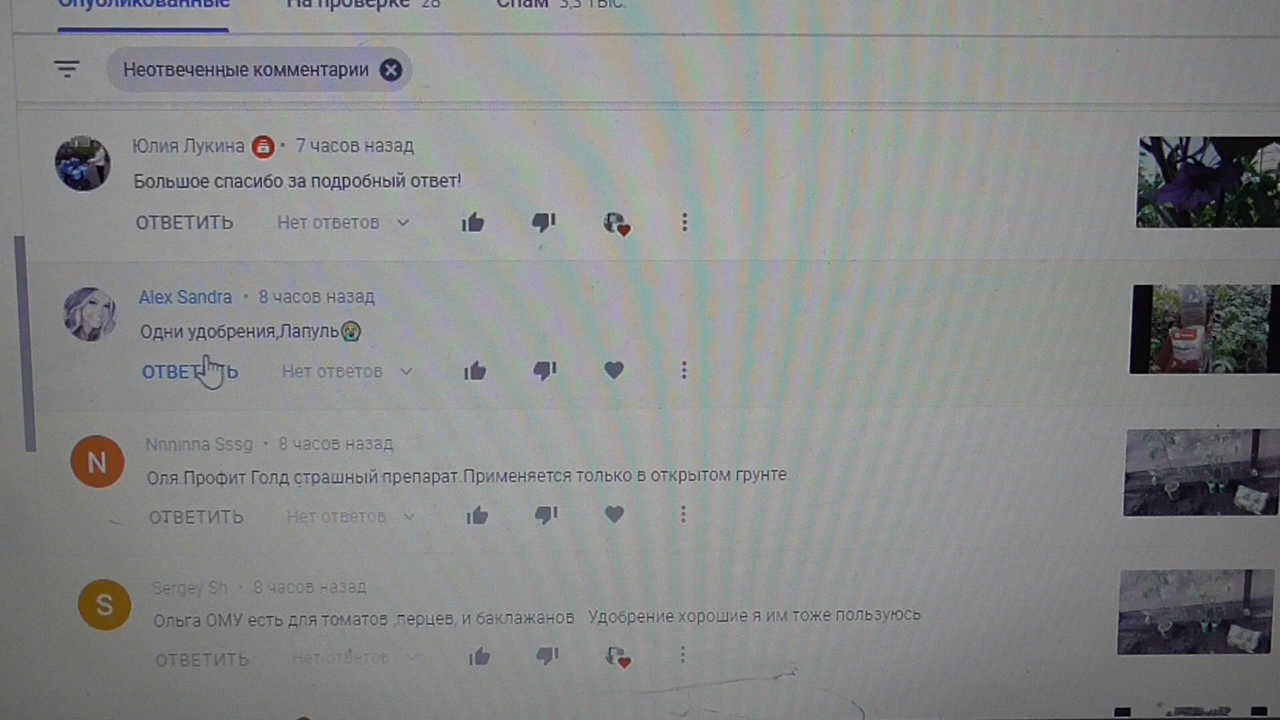 Опубликованные На проверке 28 Спам 3,3 ТЫС.
Неотвеченные комментарии
Юлия Лукина • 7 часов назад
Большое спасибо за подробный ответ!
ОТВЕТИТЬ Нет ответов
Alex Sandra • 8 часов назад
Одни удобрения,Лапуль😭
ОТВЕТИТЬ Нет ответов
N
Nnninna Sssg • 8 часов назад
Оля.Профит Голд страшный препарат.Применяется только в открытом грунте.
ОТВЕТИТЬ Нет ответов
S
Sergey Sh • 8 часов назад
Ольга ОМУ есть для томатов ,перцев, и баклажанов Удобрение хорошие я им тоже пользуюсь
ОТВЕТИТЬ Нет ответов